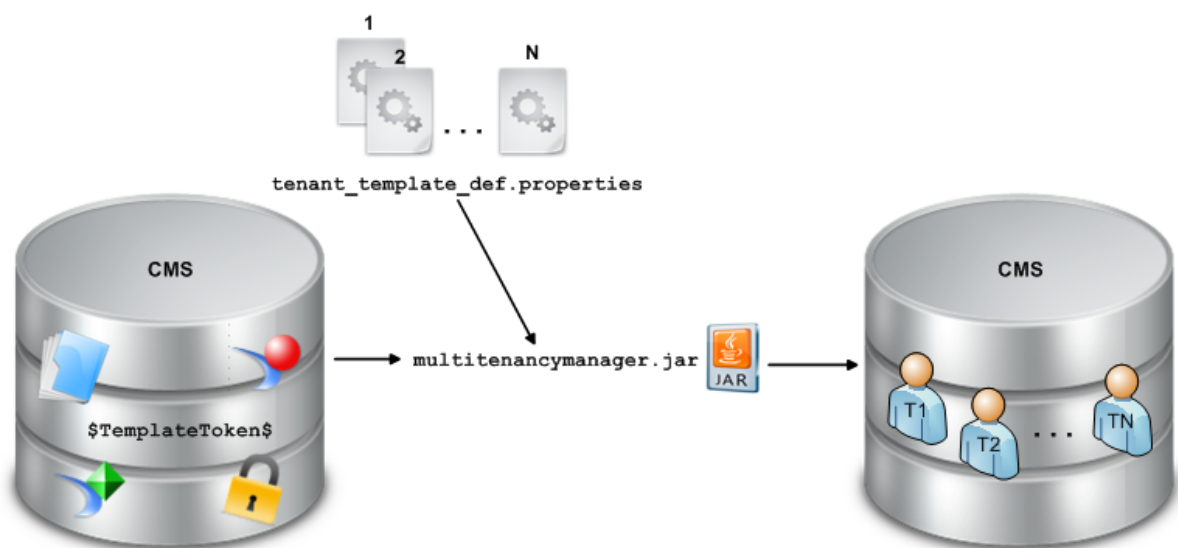 1
2
N
...
tenant_template_def.properties
CMS
CMS
multitenancymanager.jar
JAR
$TemplateToken$
T1
T2
...
TN